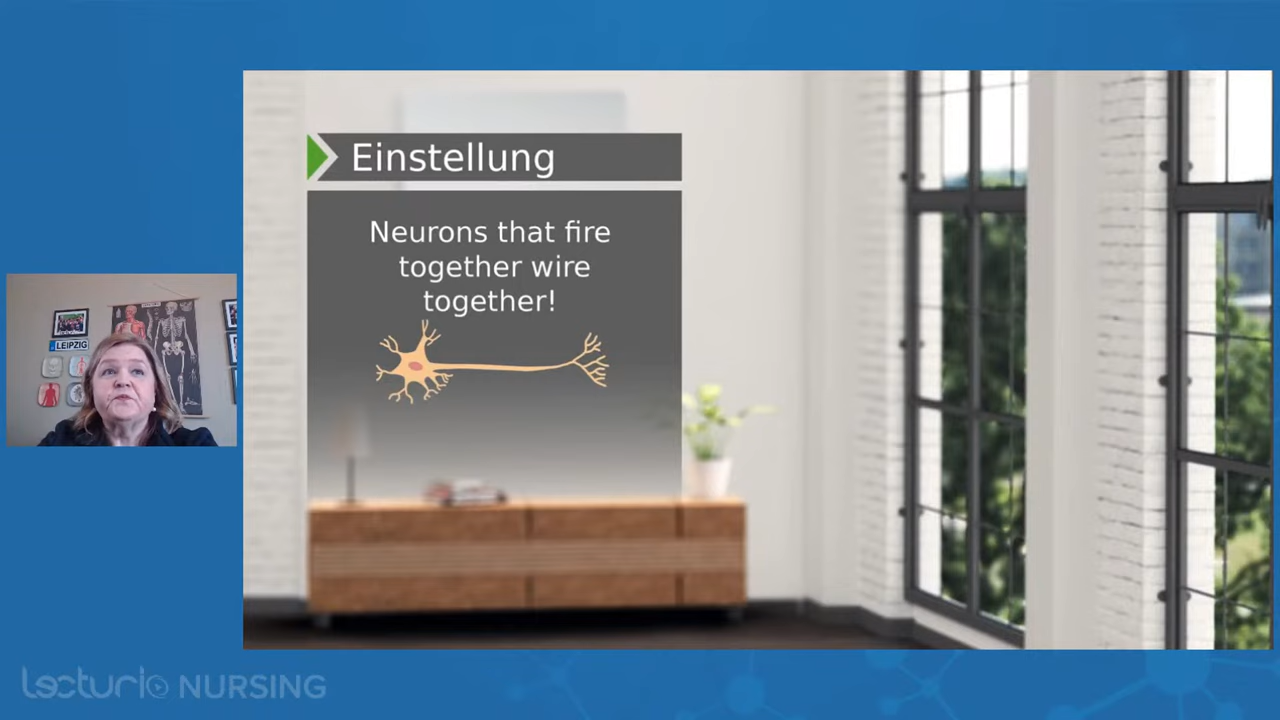 Einstellung
Neurons that fire
together wire
together!
LEIPZIG
Lecturio NURSING